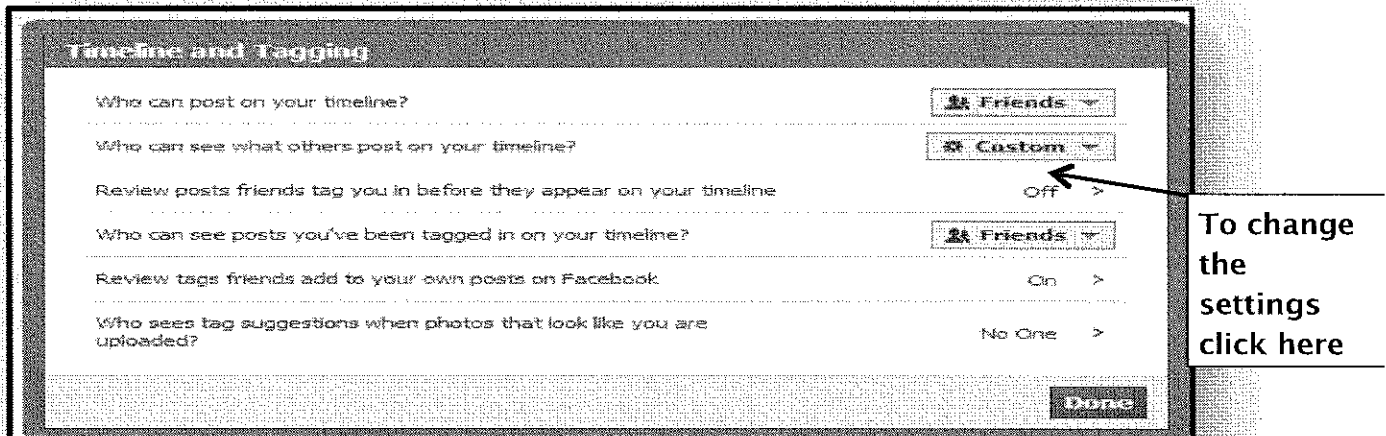 Timeline and Tagging
Who can post on your timeline? Friends
Who can see what others post on your timeline? Custom
Review posts friends tag you in before they appear on your timeline Off >
Who can see posts you've been tagged in on your timeline? Friends
Review tags friends add to your own posts on Facebook On >
Who sees tag suggestions when photos that look like you are
uploaded? No One >
Done
To change
the
settings
click here